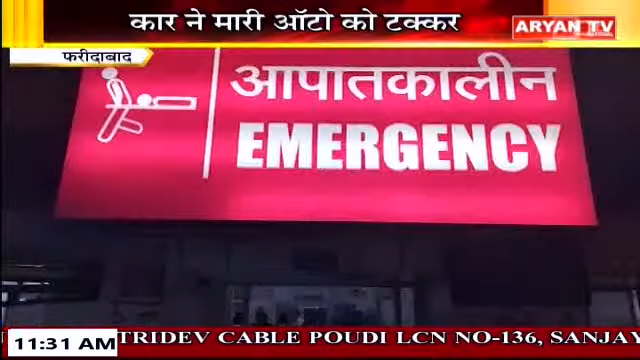 कार ने मारी ऑटो को टक्कर
ARYAN TV
फरीदाबाद
आपातकालीन
EMERGENCY
11:31 AM
TRIDEV CABLE POUDI LCN NO-136, SANJAY